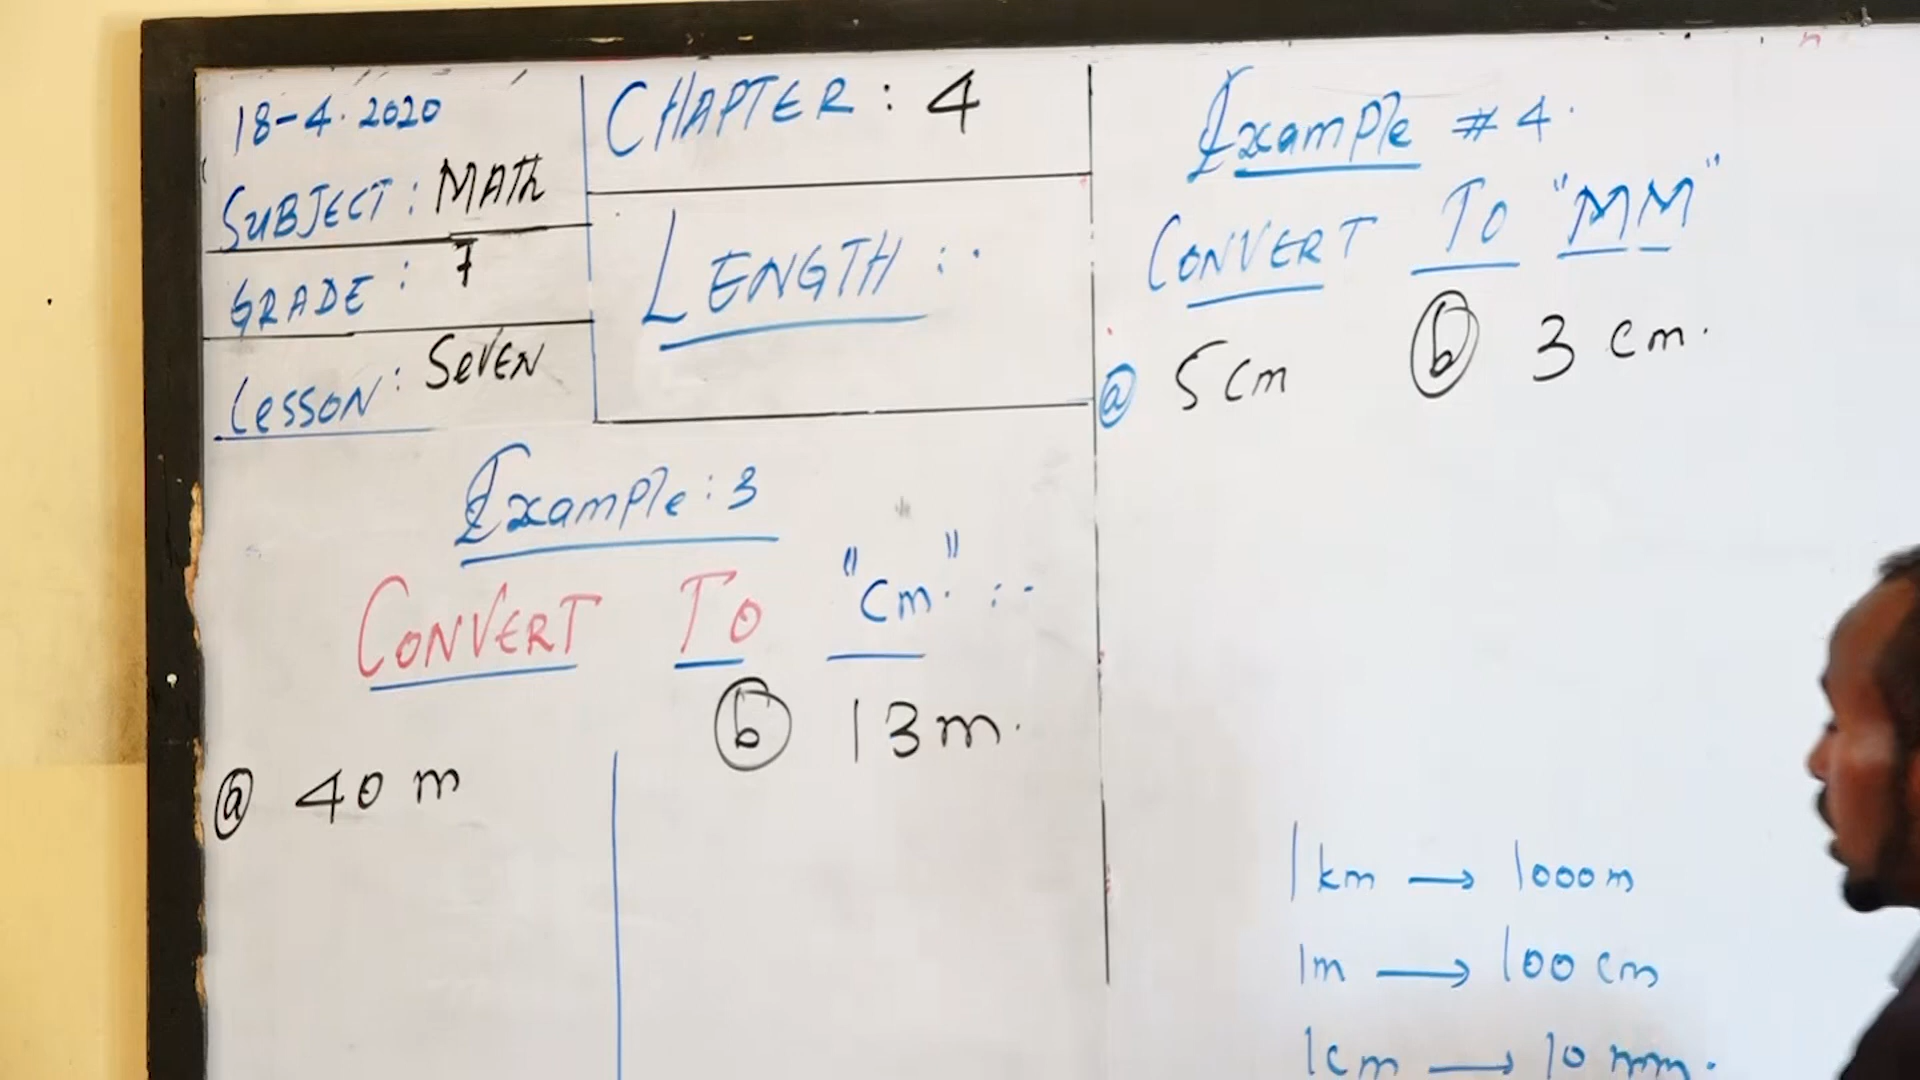 18-4.2020
SUBJECT: MATh
GRADE: 7
Lesson: SeVEN
CHAPTER: 4
LENGTH:
Example: 3
CONVERT TO "cm."
@ 40 m
b 13m.
Example # 4.
CONVERT TO "MM"
@ 5cm b 3 cm.
1km → 1000m
1m → 100 cm
1cm → 10 mm.